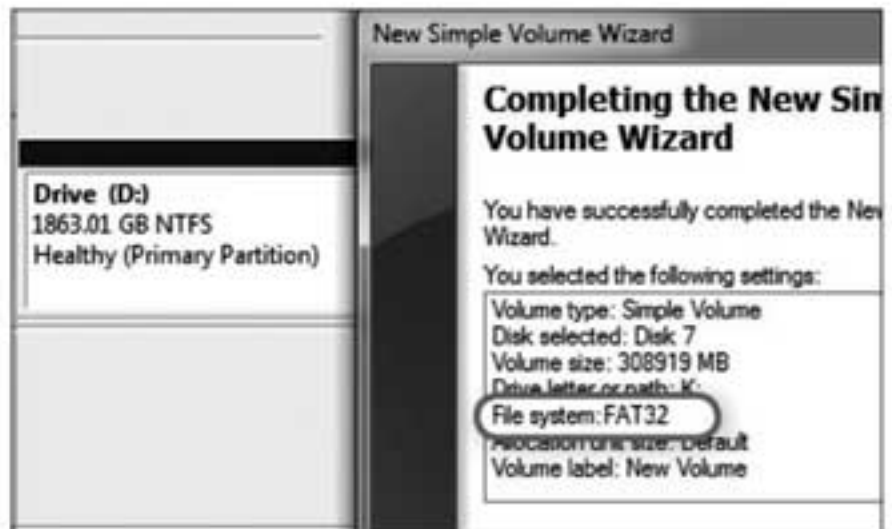 New Simple Volume Wizard
Completing the New Sim
Volume Wizard
Drive (D:)
1863.01 GB NTFS
Healthy (Primary Partition)
You have successfully completed the New
Wizard.
You selected the following settings:
Volume type: Simple Volume
Disk selected: Disk 7
Volume size: 308919 MB
Drive letter or path: K:
File system:FAT32
Allocation unit size: Default
Volume label: New Volume